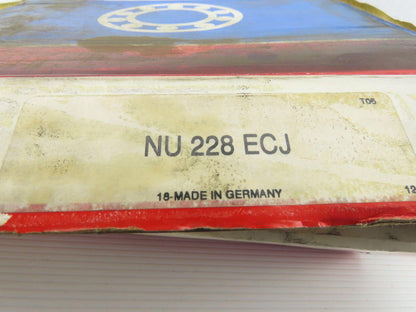 T06
NU 228 ECJ
18-MADE IN GERMANY
12